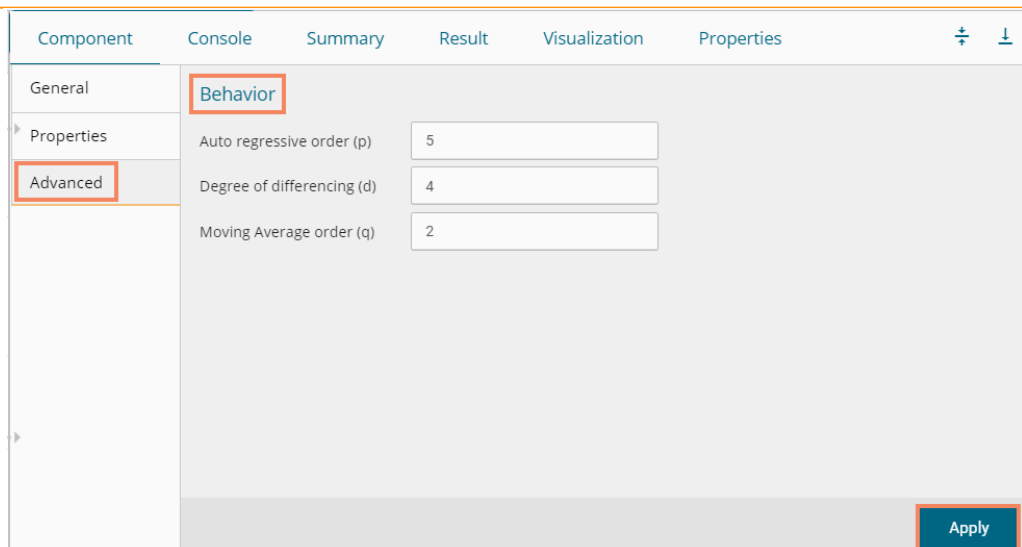 Component Console Summary Result Visualization Properties
General
Properties
Advanced
Behavior
Auto regressive order (p) 5
Degree of differencing (d) 4
Moving Average order (q) 2
Apply